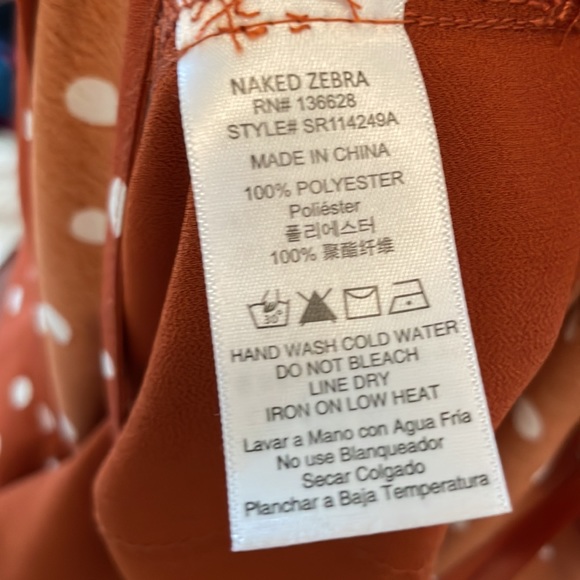 NAKED ZEBRA
RN# 136628
STYLE# SR114249A
MADE IN CHINA
100% POLYESTER
Poliéster
폴리에스터
100% 聚酯纤维
30°
HAND WASH COLD WATER
DO NOT BLEACH
LINE DRY
IRON ON LOW HEAT
Lavar a Mano con Agua Fría
No use Blanqueador
Secar Colgado
Planchar a Baja Temperatura